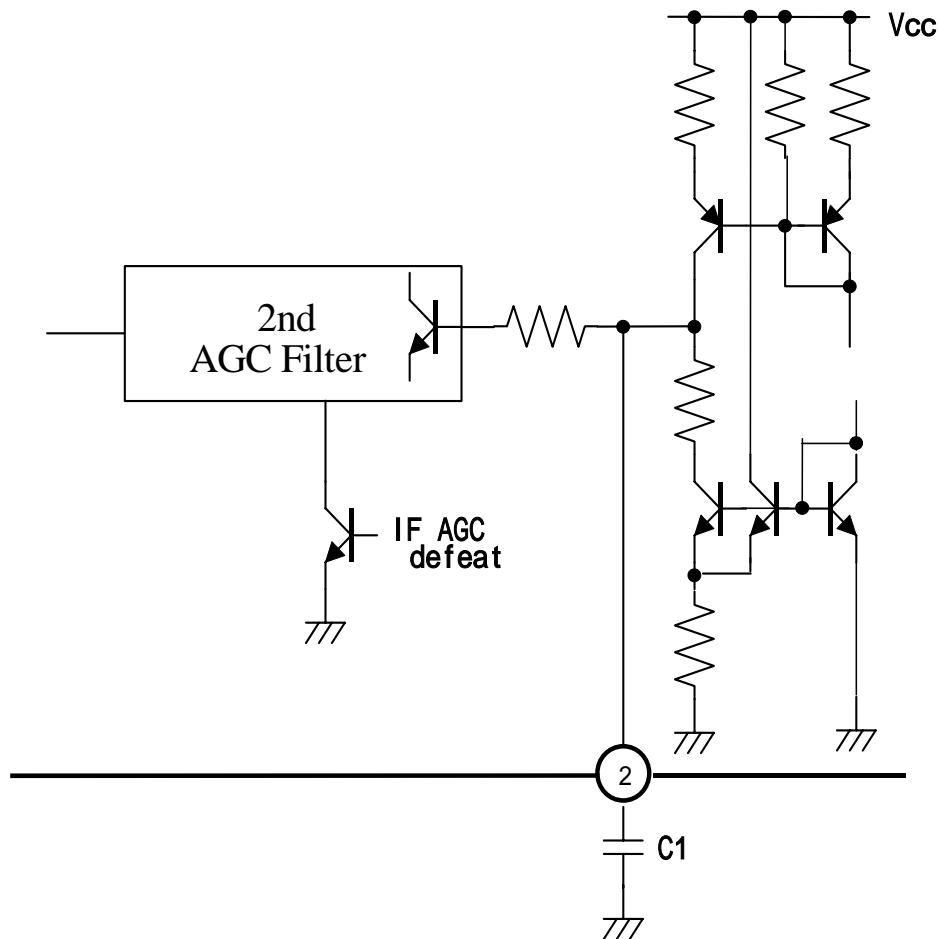 Vcc
2nd
AGC Filter
IF AGC
defeat
2
C1